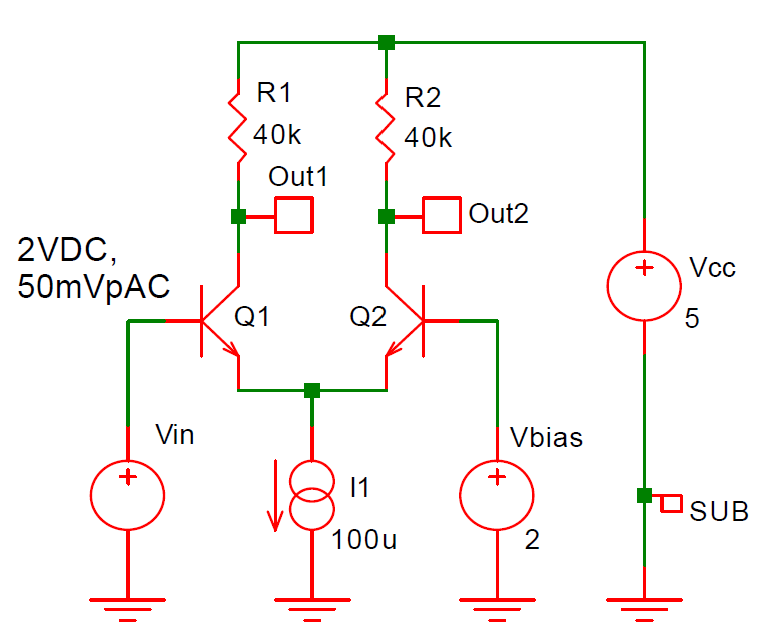 R1
40k
R2
40k
Out1
Out2
2VDC,
50mVpAC
Q1
Q2
Vcc
5
Vin
Vbias
I1
100u
2
SUB